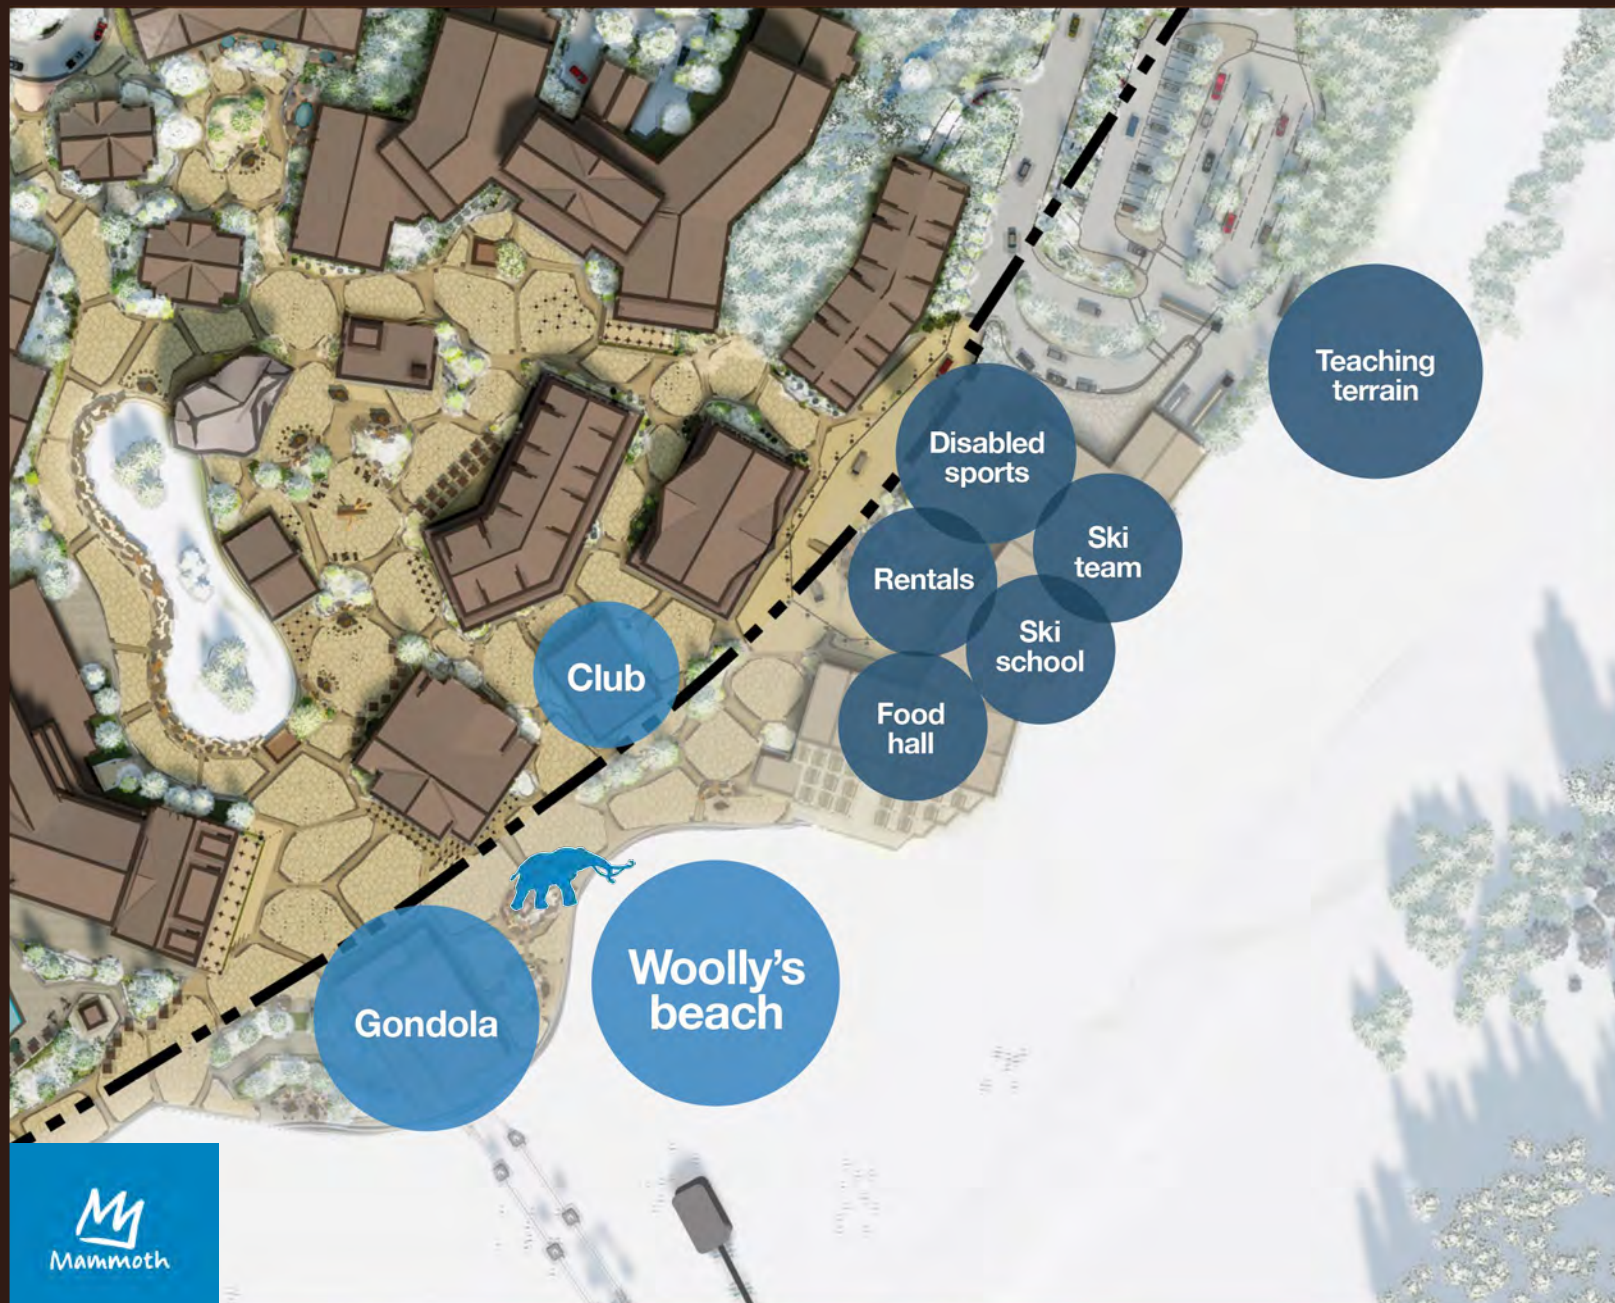 Teaching
terrain
Disabled
sports
Ski
team
Rentals
Ski
school
Club
Food
hall
Woolly's
beach
Gondola
Mammoth